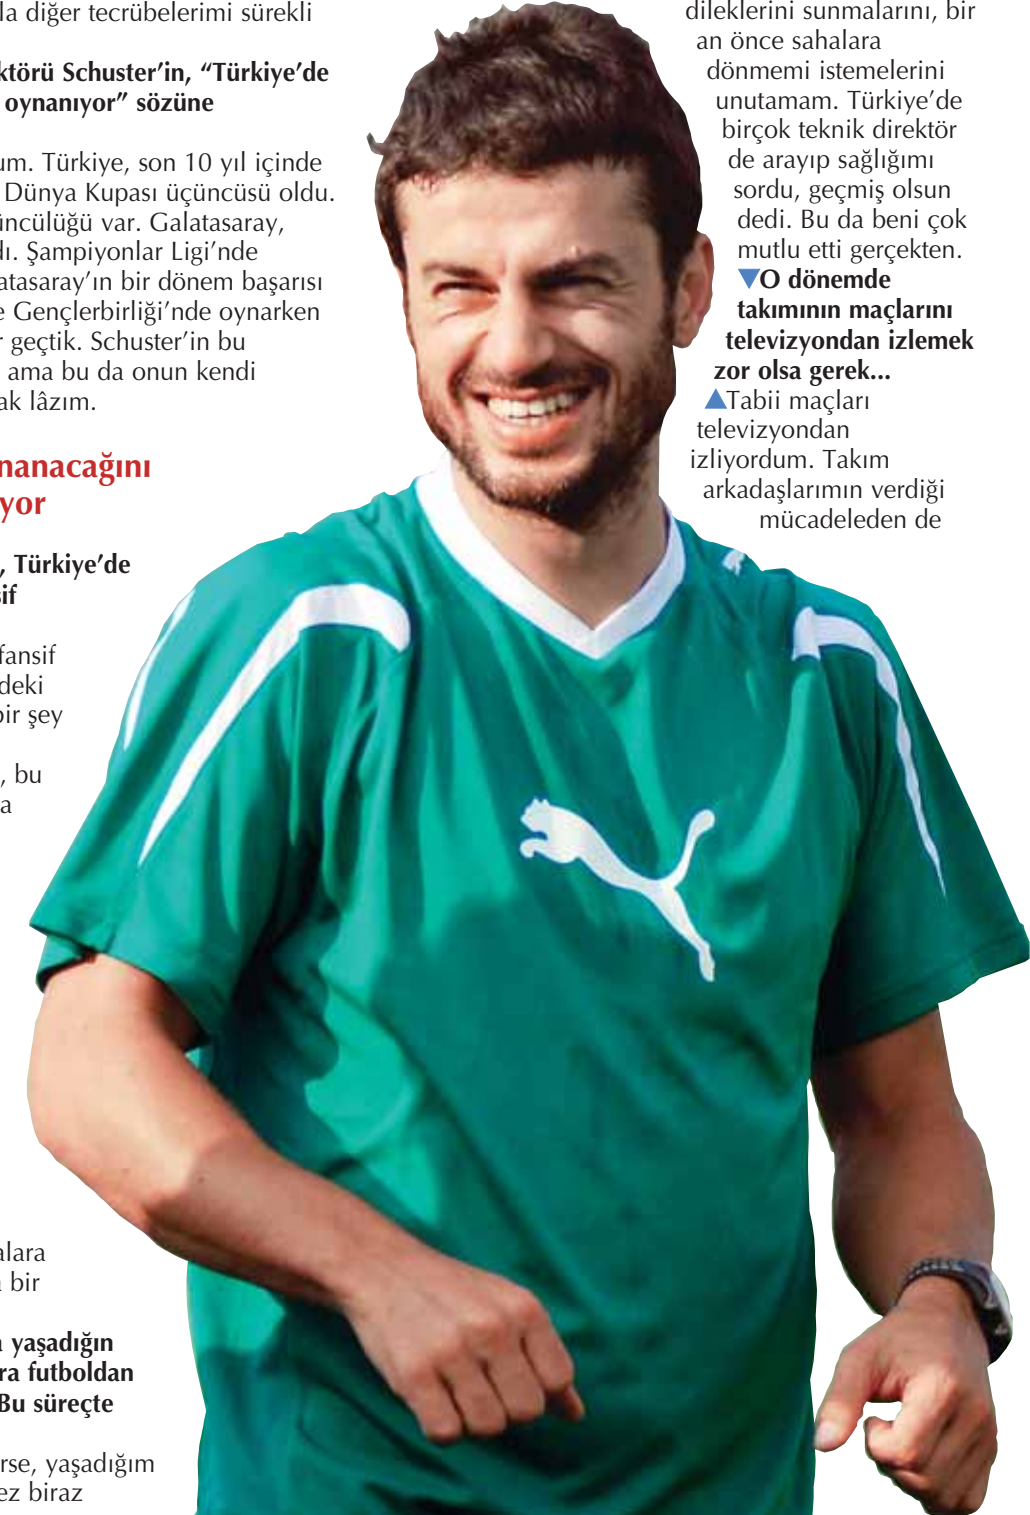 la diğer tecrübelerimi sürekli
ktörü Schuster’in, “Türkiye’de
oynanıyor” sözüne
um. Türkiye, son 10 yıl içinde
Dünya Kupası üçüncüsü oldu.
üncülüğü var. Galatasaray,
dı. Şampiyonlar Ligi’nde
atasaray’ın bir dönem başarısı
e Gençlerbirliği’nde oynarken
r geçtik. Schuster’in bu
ama bu da onun kendi
ak lâzım.
nanacağını
yor
, Türkiye’de
sif
fansif
deki
bir şey
, bu
a
alara
a bir
a yaşadığın
ra futboldan
Bu süreçte
rse, yaşadığım
ez biraz
dileklerini sunmalarını, bir
an önce sahalara
dönmemi istemelerini
unutamam. Türkiye’de
birçok teknik direktör
de arayıp sağlığımı
sordu, geçmiş olsun
dedi. Bu da beni çok
mutlu etti gerçekten.
▼O dönemde
takımının maçlarını
televizyondan izlemek
zor olsa gerek...
▲Tabii maçları
televizyondan
izliyordum. Takım
arkadaşlarımın verdiği
mücadeleden de